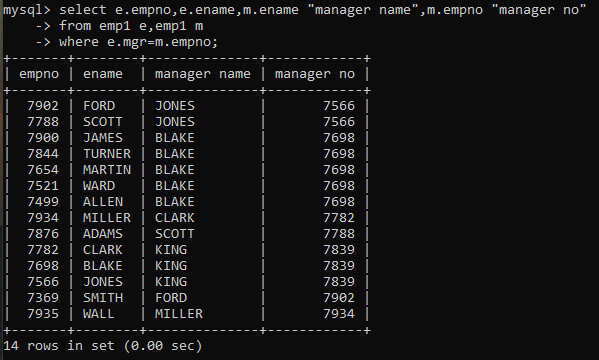 mysql> select e.empno,e.ename,m.ename "manager name",m.empno "manager no"
    -> from emp1 e,emp1 m
    -> where e.mgr=m.empno;
+-------+--------+--------------+------------+
| empno | ename  | manager name | manager no |
+-------+--------+--------------+------------+
|  7902 | FORD   | JONES        |       7566 |
|  7788 | SCOTT  | JONES        |       7566 |
|  7900 | JAMES  | BLAKE        |       7698 |
|  7844 | TURNER | BLAKE        |       7698 |
|  7654 | MARTIN | BLAKE        |       7698 |
|  7521 | WARD   | BLAKE        |       7698 |
|  7499 | ALLEN  | BLAKE        |       7698 |
|  7934 | MILLER | CLARK        |       7782 |
|  7876 | ADAMS  | SCOTT        |       7788 |
|  7782 | CLARK  | KING         |       7839 |
|  7698 | BLAKE  | KING         |       7839 |
|  7566 | JONES  | KING         |       7839 |
|  7369 | SMITH  | FORD         |       7902 |
|  7935 | WALL   | MILLER       |       7934 |
+-------+--------+--------------+------------+
14 rows in set (0.00 sec)